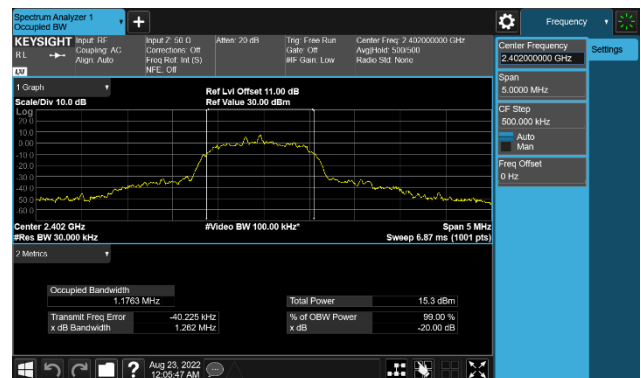 Spectrum Analyzer 1
Occupied BW
Frequency
KEYSIGHT
Input: RF
Input Z: 50 Ω
Atten: 20 dB
Trig: Free Run
Center Freq: 2.402000000 GHz
RL
Coupling: AC
Corrections: Off
Gate: Off
Avg|Hold: 500/500
Align: Auto
Freq Ref: Int (S)
#IF Gain: Low
Radio Std: None
NFE: Off
LXI
Center Frequency
2.402000000 GHz
Settings
Span
5.0000 MHz
CF Step
500.000 kHz
Auto
Man
Freq Offset
0 Hz
1 Graph
Ref Lvl Offset 11.00 dB
Scale/Div 10.0 dB
Ref Value 30.00 dBm
Log
20.0
10.0
0.00
-10.0
-20.0
-30.0
-40.0
-50.0
-60.0
Center 2.402 GHz
#Video BW 100.00 kHz*
Span 5 MHz
#Res BW 30.000 kHz
Sweep 6.87 ms (1001 pts)
2 Metrics
Occupied Bandwidth
1.1763 MHz
Total Power
15.3 dBm
Transmit Freq Error
-40.225 kHz
% of OBW Power
99.00 %
x dB Bandwidth
1.262 MHz
x dB
-20.00 dB
?
Aug 23, 2022
12:05:47 AM